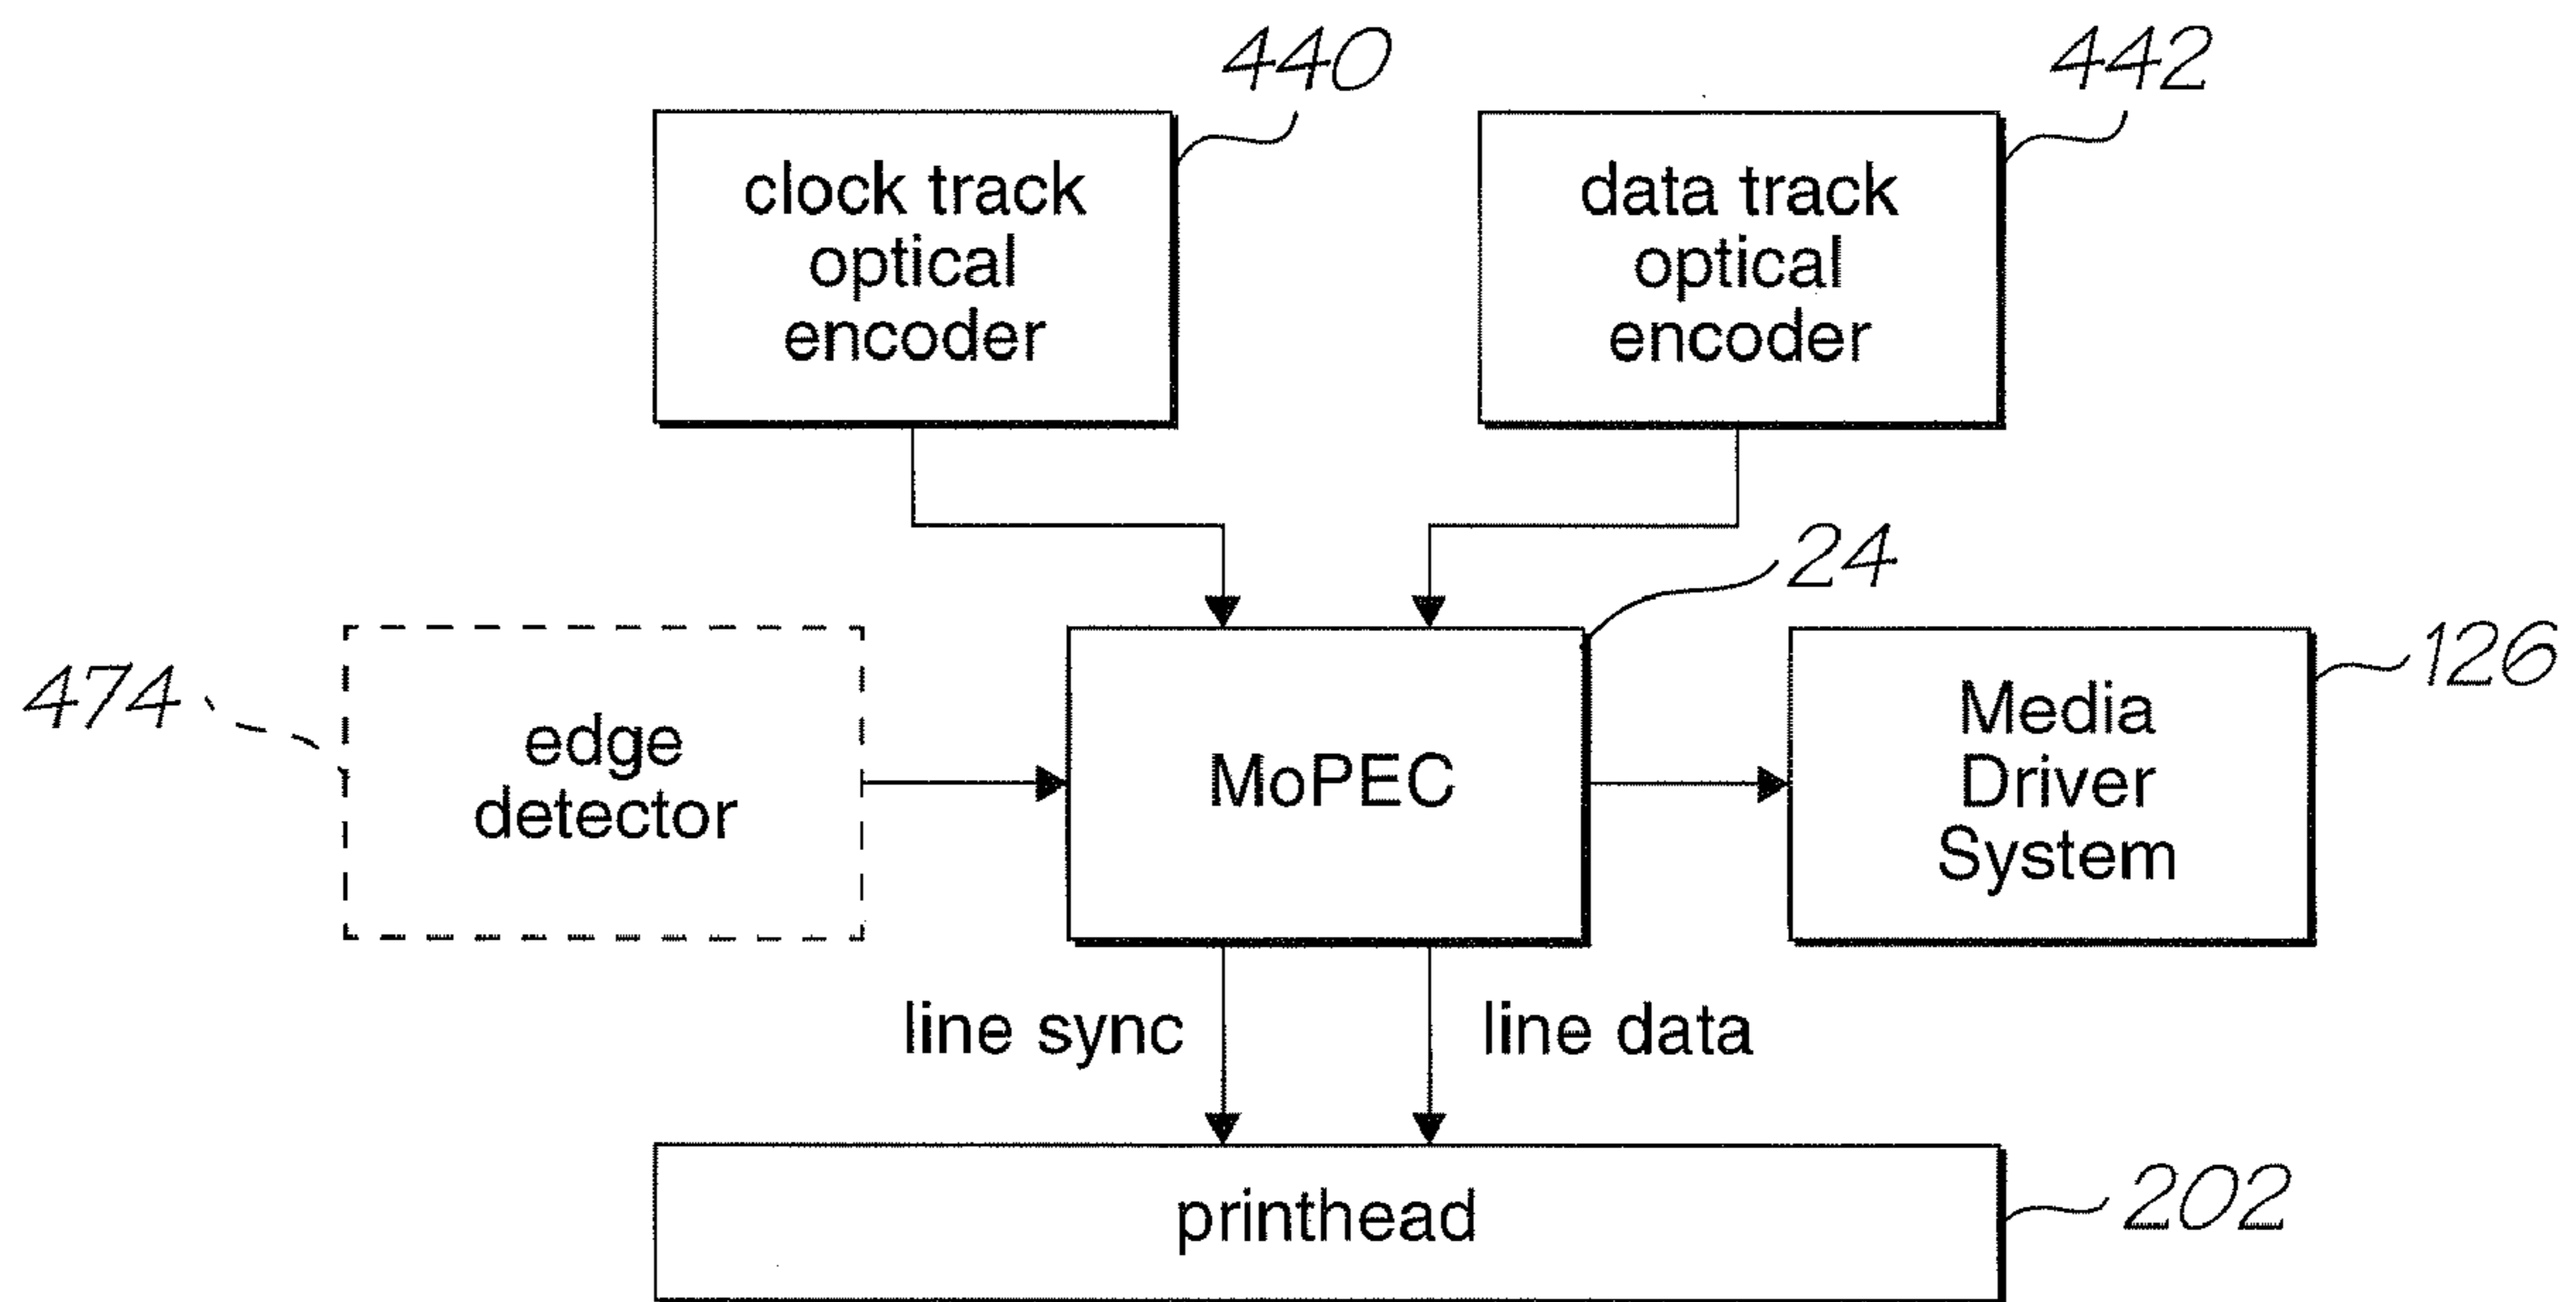 440
442
clock track
optical
encoder
data track
optical
encoder
24
126
474
edge
detector
MoPEC
Media
Driver
System
line sync
line data
printhead
202